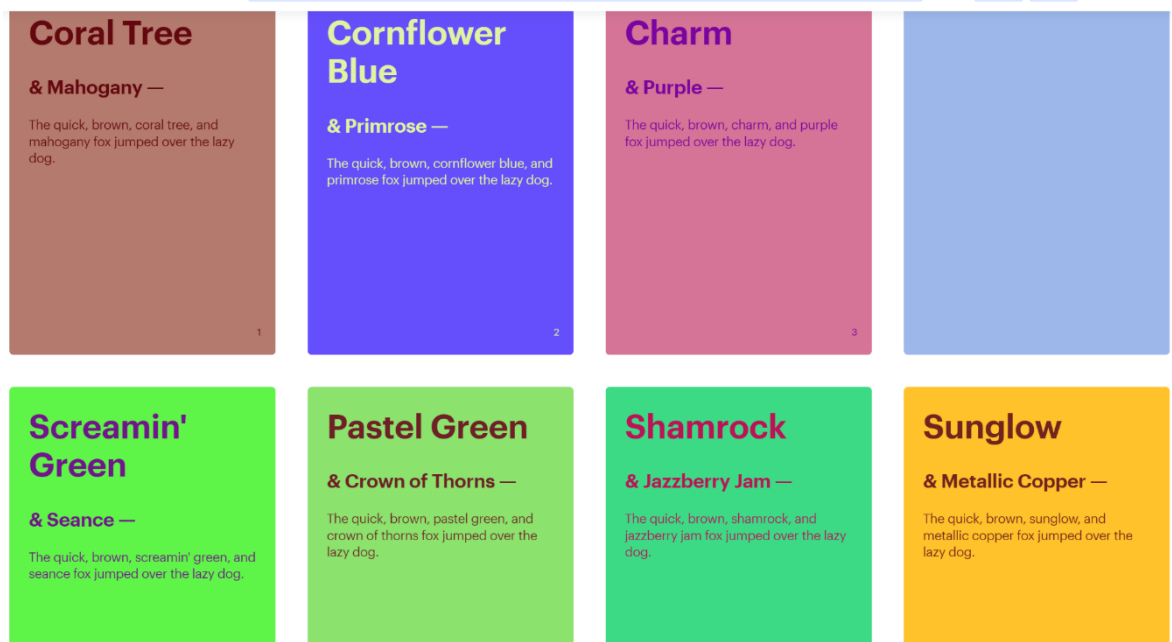 Coral Tree
& Mahogany —
The quick, brown, coral tree, and
mahogany fox jumped over the lazy
dog.
1
Cornflower
Blue
& Primrose —
The quick, brown, cornflower blue, and
primrose fox jumped over the lazy dog.
2
Charm
& Purple —
The quick, brown, charm, and purple
fox jumped over the lazy dog.
3
Screamin'
Green
& Seance —
The quick, brown, screamin' green, and
seance fox jumped over the lazy dog.
Pastel Green
& Crown of Thorns —
The quick, brown, pastel green, and
crown of thorns fox jumped over the
lazy dog.
Shamrock
& Jazzberry Jam —
The quick, brown, shamrock, and
jazzberry jam fox jumped over the lazy
dog.
Sunglow
& Metallic Copper —
The quick, brown, sunglow, and
metallic copper fox jumped over the
lazy dog.